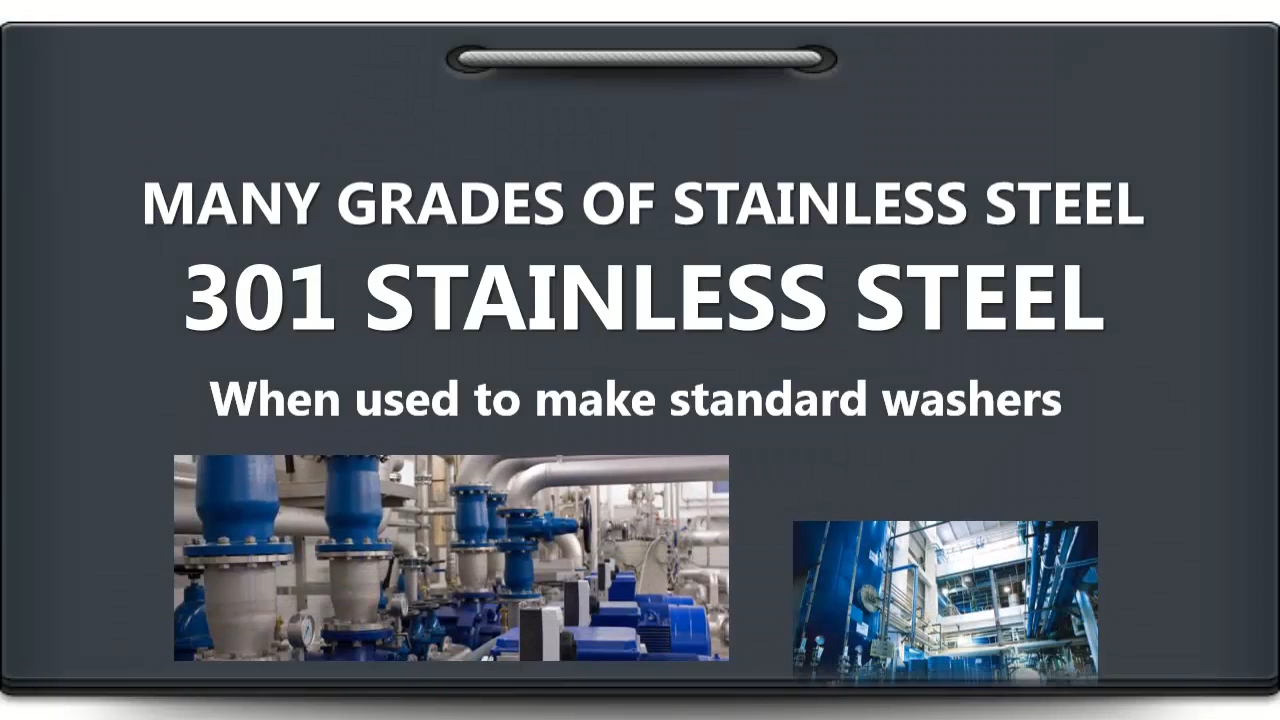 MANY GRADES OF STAINLESS STEEL
301 STAINLESS STEEL
When used to make standard washers